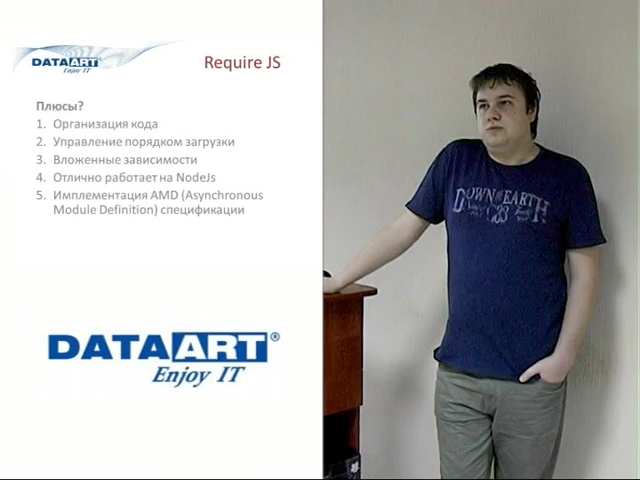 DATAART
Enjoy IT
Require JS
Плюсы?
1. Организация кода
2. Управление порядком загрузки
3. Вложенные зависимости
4. Отлично работает на NodeJs
5. Имплементация AMD (Asynchronous
Module Definition) спецификации
DATAART®
Enjoy IT
DOWN EARTH